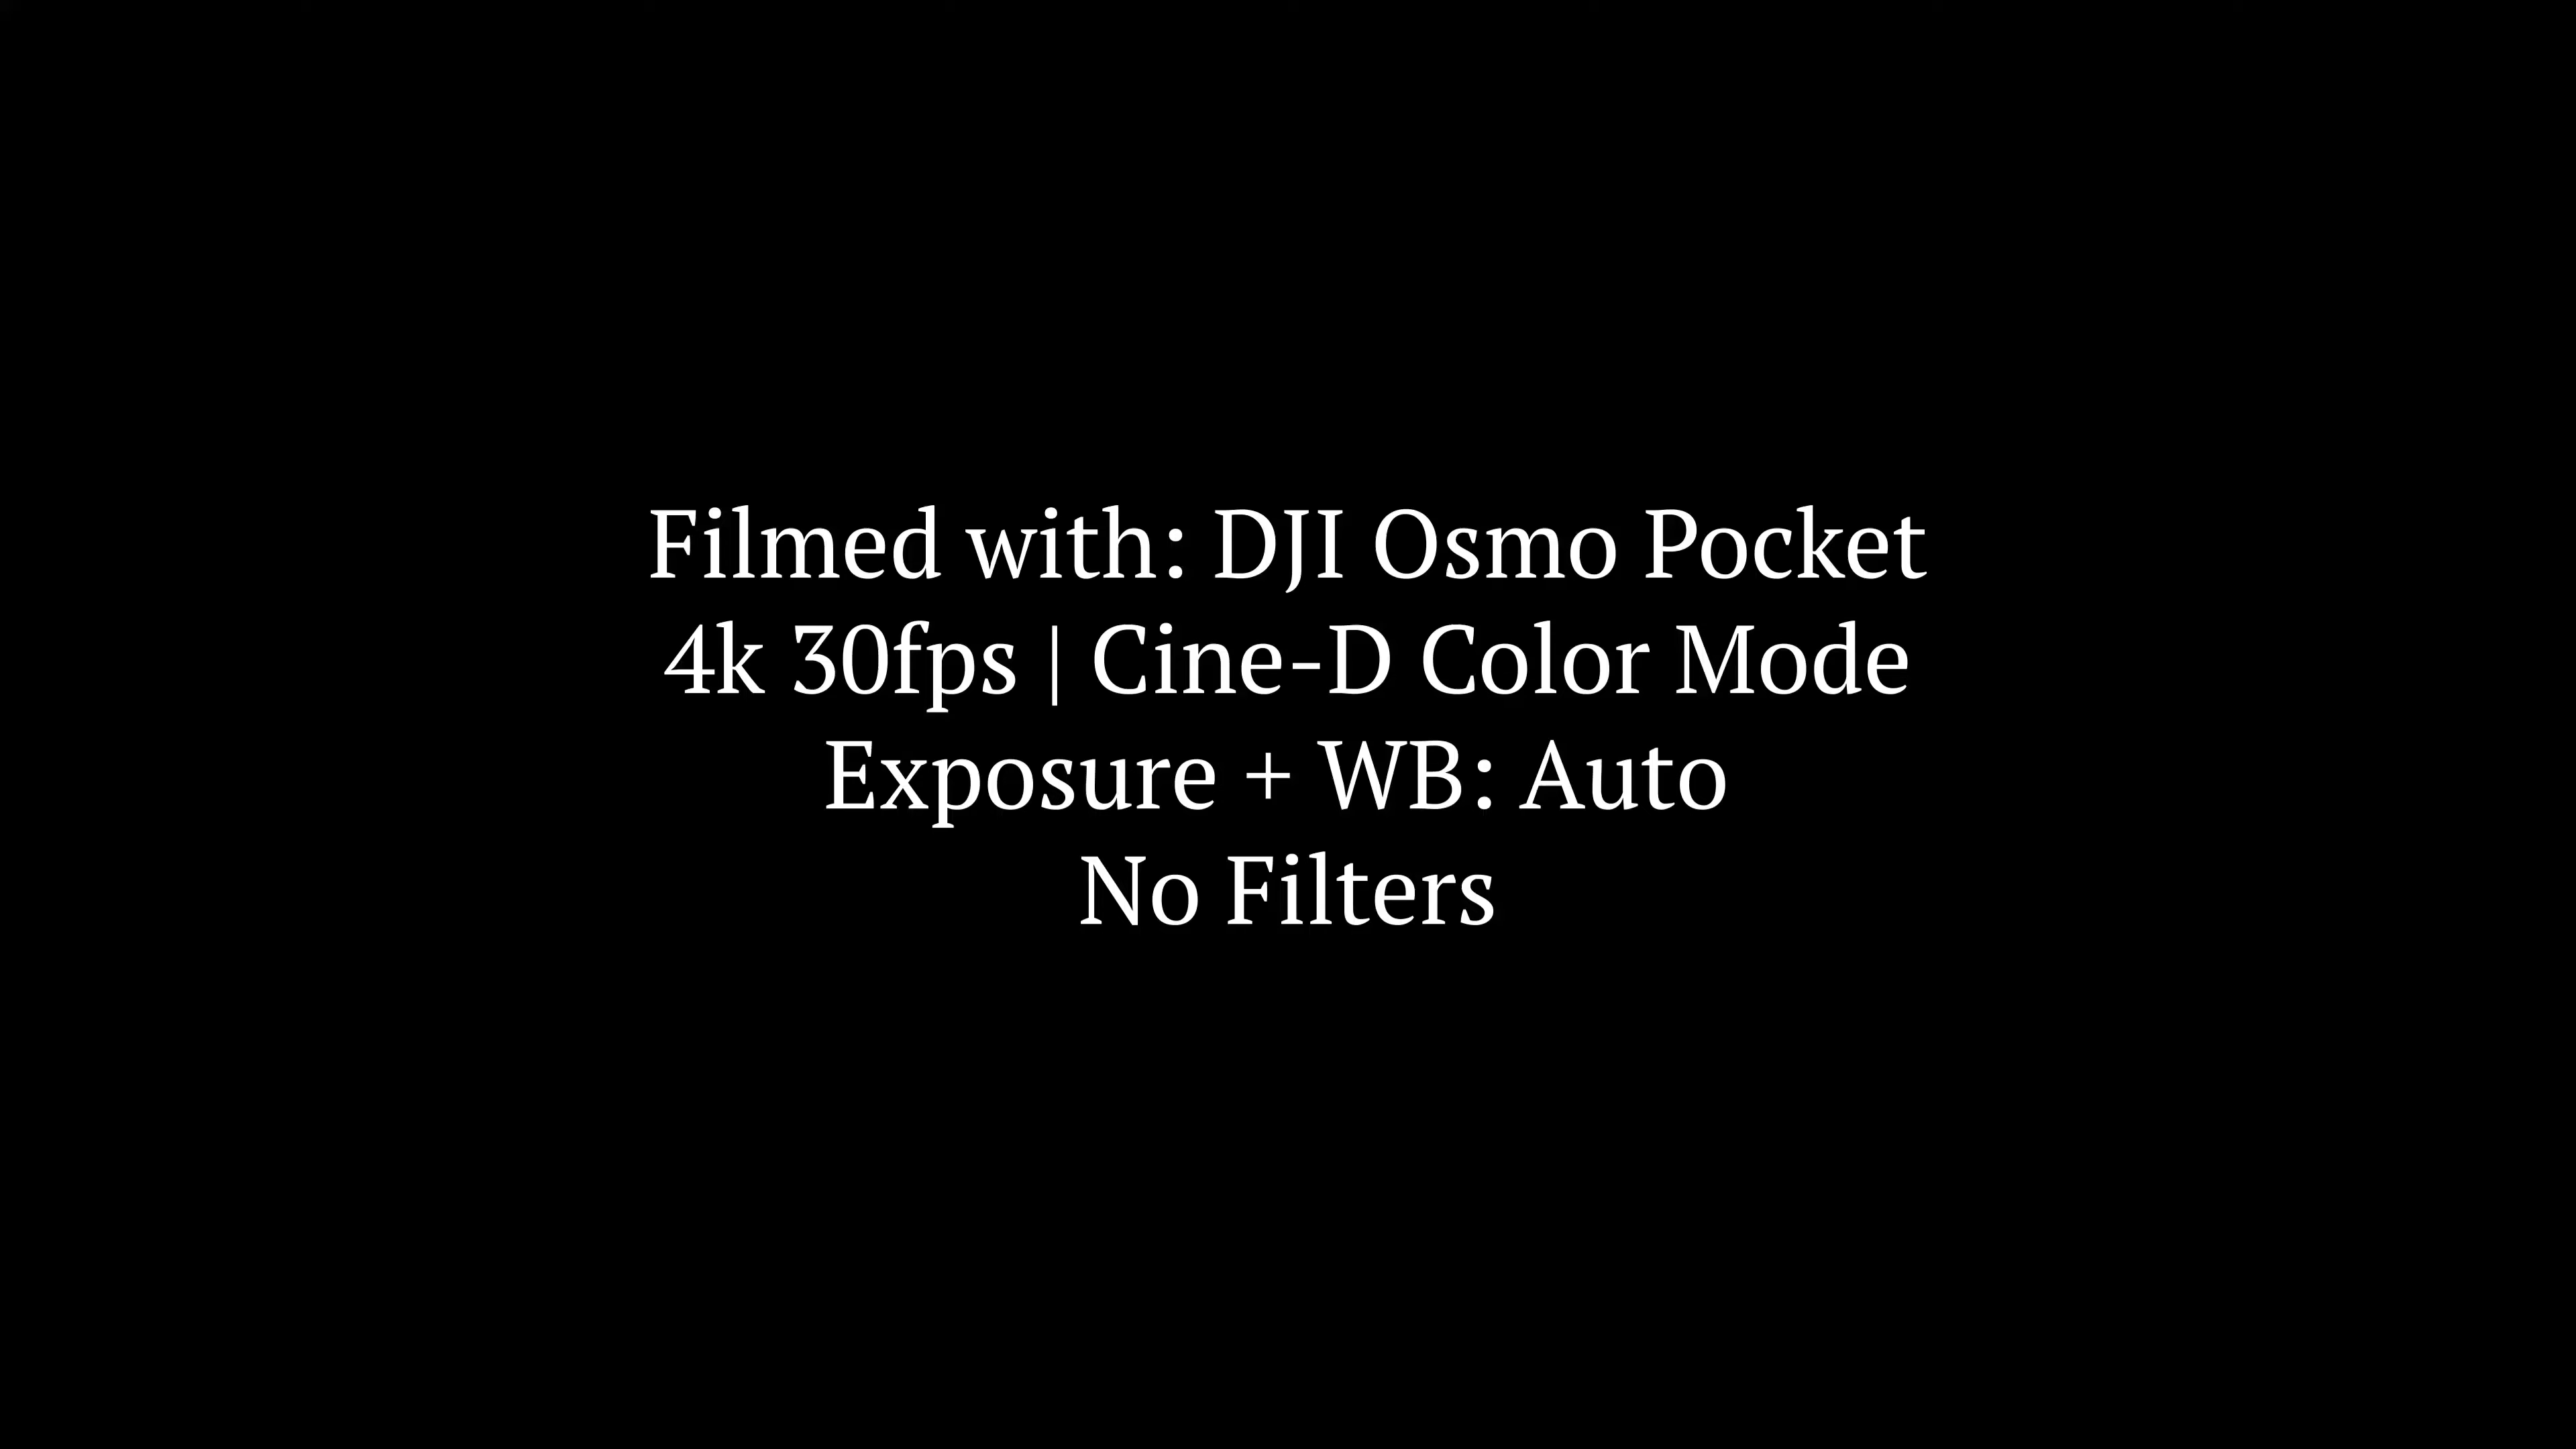 Filmed with: DJI Osmo Pocket
4k 30fps | Cine-D Color Mode
Exposure + WB: Auto
No Filters